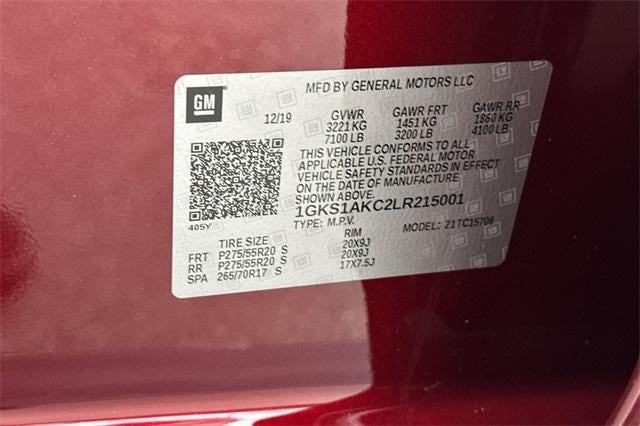 MFD BY GENERAL MOTORS LLC
GM
12/19 GVWR GAWR FRT GAWR RR
3221 KG 1451 KG 1860 KG
7100 LB 3200 LB 4100 LB
THIS VEHICLE CONFORMS TO ALL
APPLICABLE U.S. FEDERAL MOTOR
VEHICLE SAFETY STANDARDS IN EFFECT
ON THE DATE OF MANUFACTURE
SHOWN ABOVE.
1GKS1AKC2LR215001
405Y TYPE: M.P.V. MODEL: 21TC15706
TIRE SIZE RIM
FRT P275/55R20 S 20X9J
RR P275/55R20 S 20X9J
SPA 265/70R17 S 17X7.5J